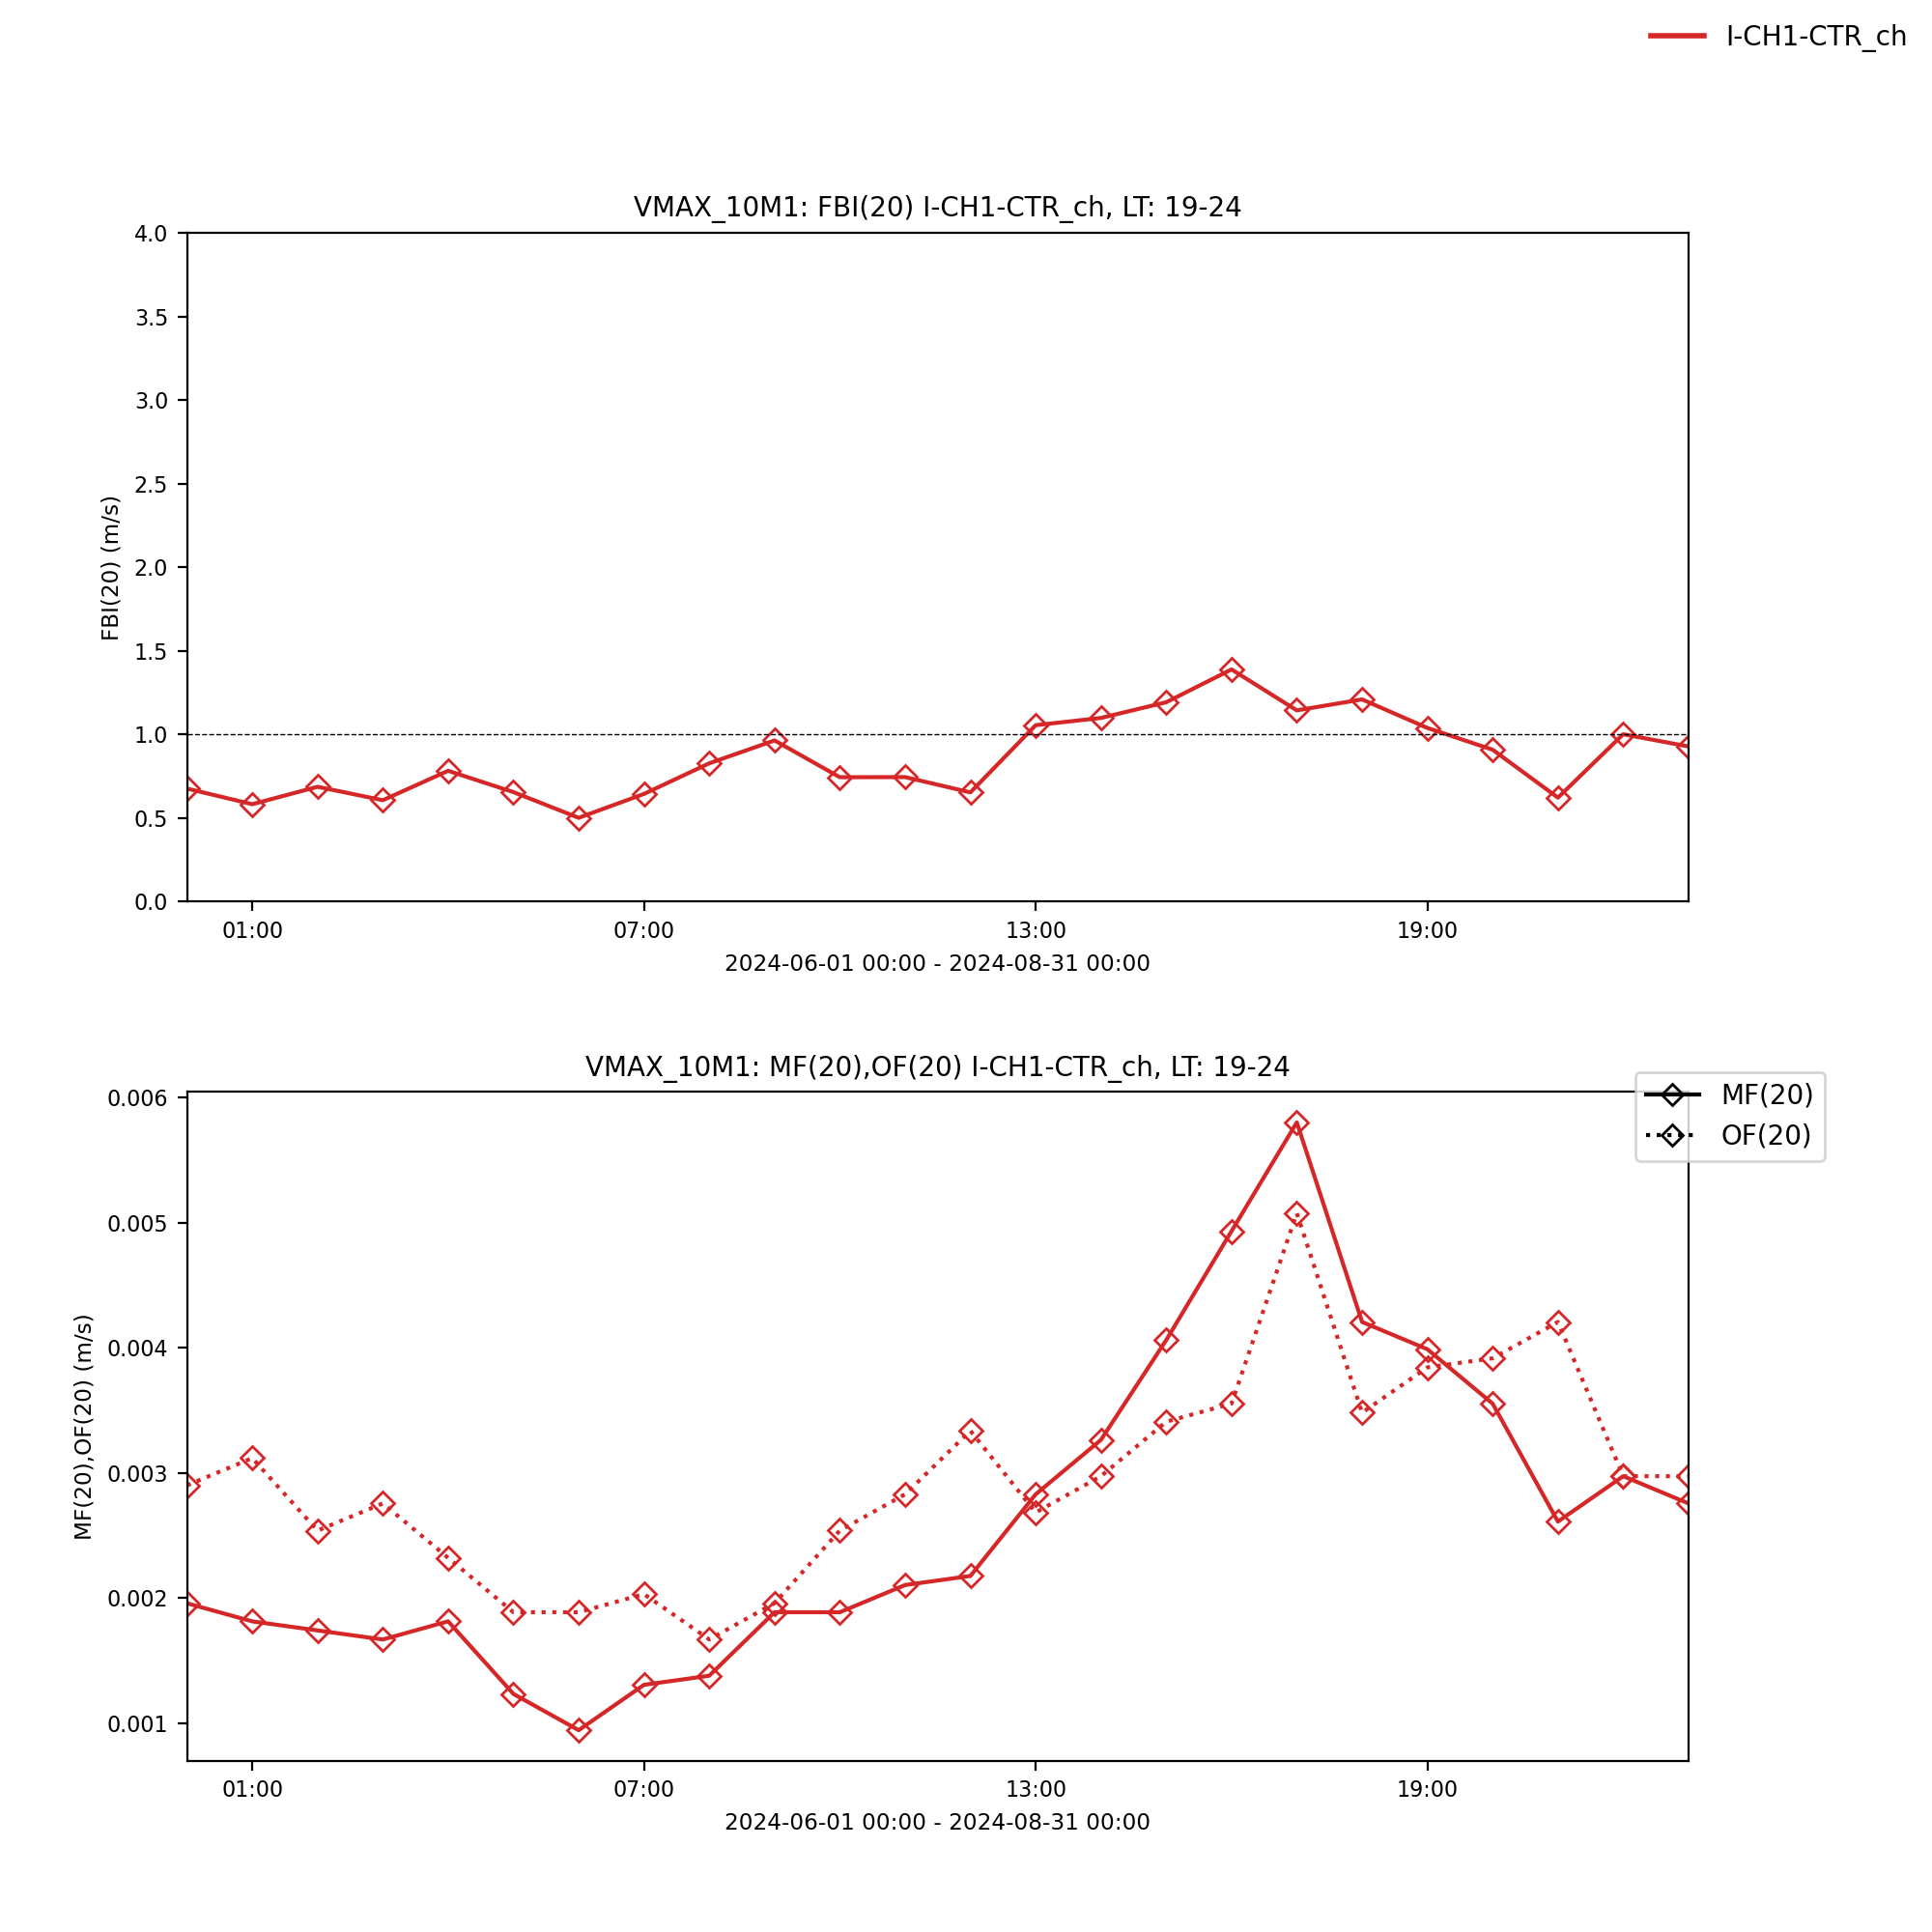 I-CH1-CTR_ch
VMAX_10M1: FBI(20) I-CH1-CTR_ch, LT: 19-24
4.0
3.5
3.0
2.5
2.0
1.5
1.0
0.5
0.0
FBI(20) (m/s)
01:00 07:00 13:00 19:00
2024-06-01 00:00 - 2024-08-31 00:00
VMAX_10M1: MF(20),OF(20) I-CH1-CTR_ch, LT: 19-24
MF(20)
OF(20)
0.006
0.005
0.004
0.003
0.002
0.001
MF(20),OF(20) (m/s)
01:00 07:00 13:00 19:00
2024-06-01 00:00 - 2024-08-31 00:00